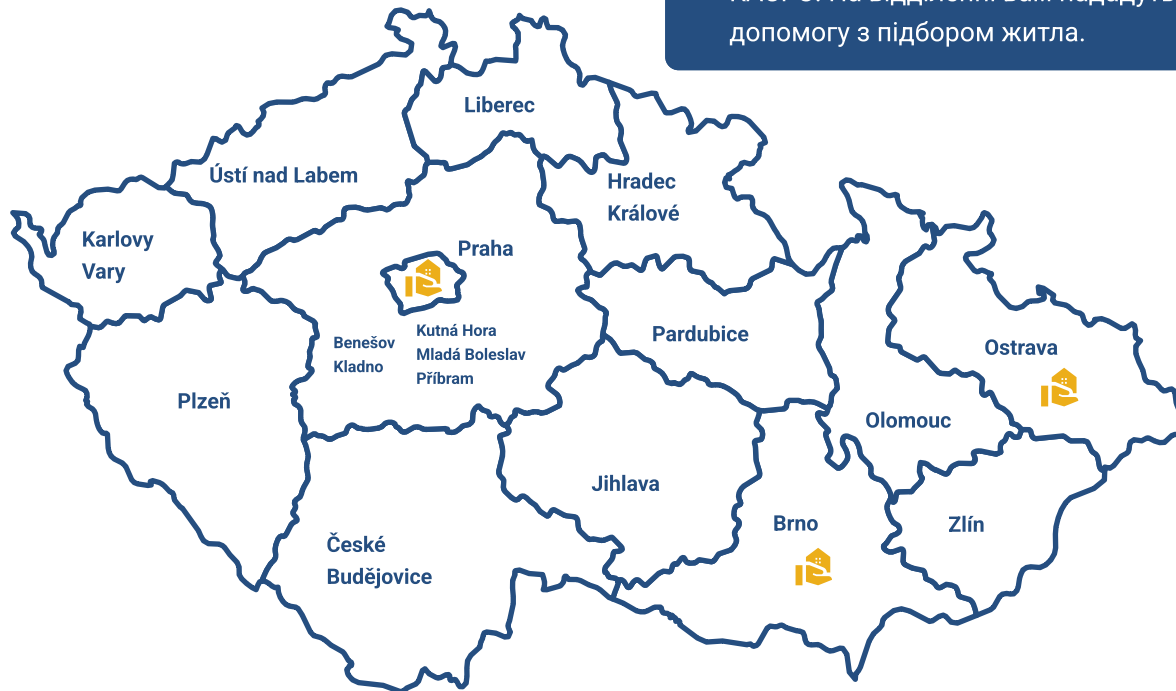 допомогу з підбором житла.
Liberec
Ústí nad Labem
Hradec
Králové
Karlovy
Vary
Praha
Benešov
Kladno
Kutná Hora
Mladá Boleslav
Příbram
Pardubice
Ostrava
Plzeň
Olomouc
Jihlava
Brno
Zlín
České
Budějovice